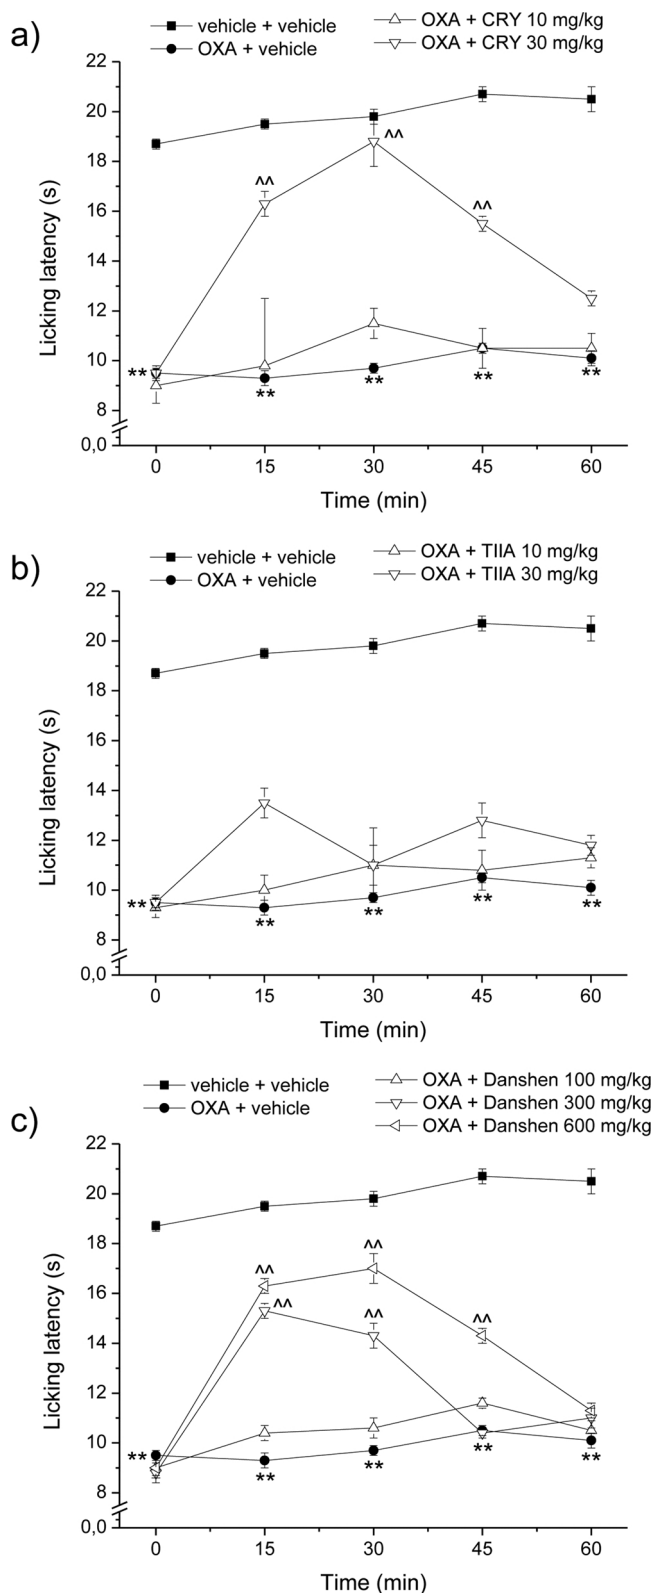 a)
vehicle + vehicle
OXA + vehicle
OXA + CRY 10 mg/kg
OXA + CRY 30 mg/kg
Licking latency (s)
22
20
18
16
14
12
10
8
0,0
^^
^^
^^
**
**
**
**
**
0 15 30 45 60
Time (min)
b)
vehicle + vehicle
OXA + vehicle
OXA + TIIA 10 mg/kg
OXA + TIIA 30 mg/kg
Licking latency (s)
22
20
18
16
14
12
10
8
0,0
**
**
**
**
**
0 15 30 45 60
Time (min)
c)
vehicle + vehicle
OXA + vehicle
OXA + Danshen 100 mg/kg
OXA + Danshen 300 mg/kg
OXA + Danshen 600 mg/kg
Licking latency (s)
22
20
18
16
14
12
10
8
0,0
^^
^^
^^
^^
^^
**
**
**
**
**
0 15 30 45 60
Time (min)